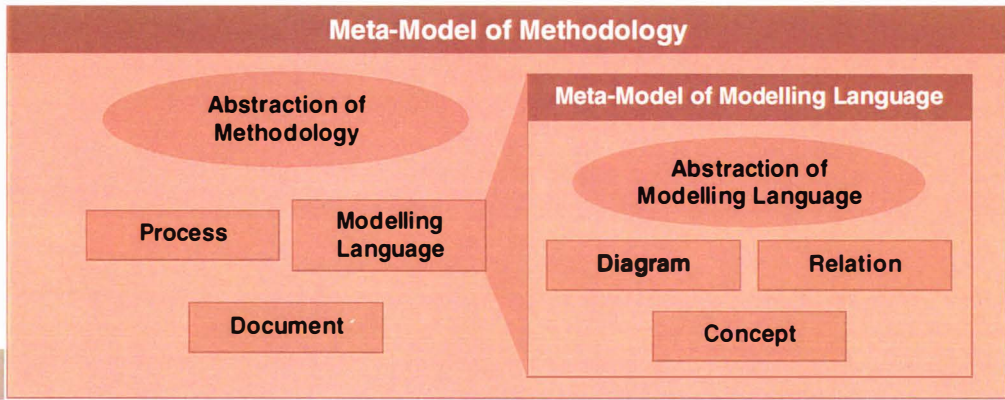 Meta-Model of Methodology
Abstraction of
Methodology
Process
Modelling
Language
Document
Meta-Model of Modelling Language
Abstraction of
Modelling Language
Diagram
Relation
Concept